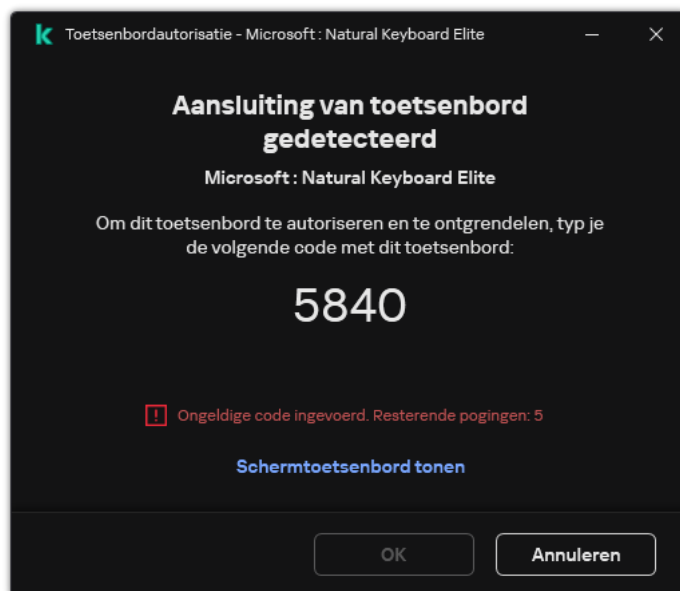 Toetsenbordautorisatie - Microsoft : Natural Keyboard Elite
Aansluiting van toetsenbord
gedetecteerd
Microsoft : Natural Keyboard Elite
Om dit toetsenbord te autoriseren en te ontgrendelen, typ je
de volgende code met dit toetsenbord:
5840
Ongeldige code ingevoerd. Resterende pogingen: 5
Schermtoetsenbord tonen
OK
Annuleren